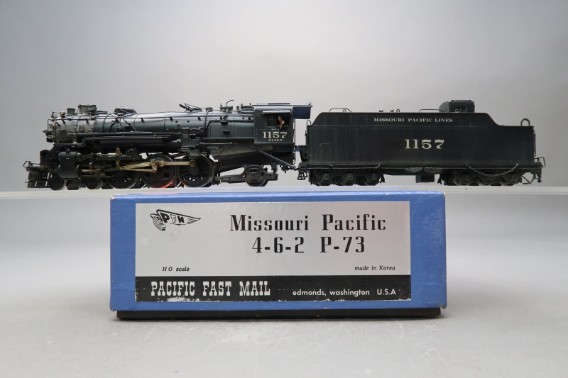 MISSOURI PACIFIC LINES
1157
1157
PFM
Missouri Pacific
4-6-2 P-73
HO scale
made in Korea
PACIFIC FAST MAIL
edmonds, washington U.S.A